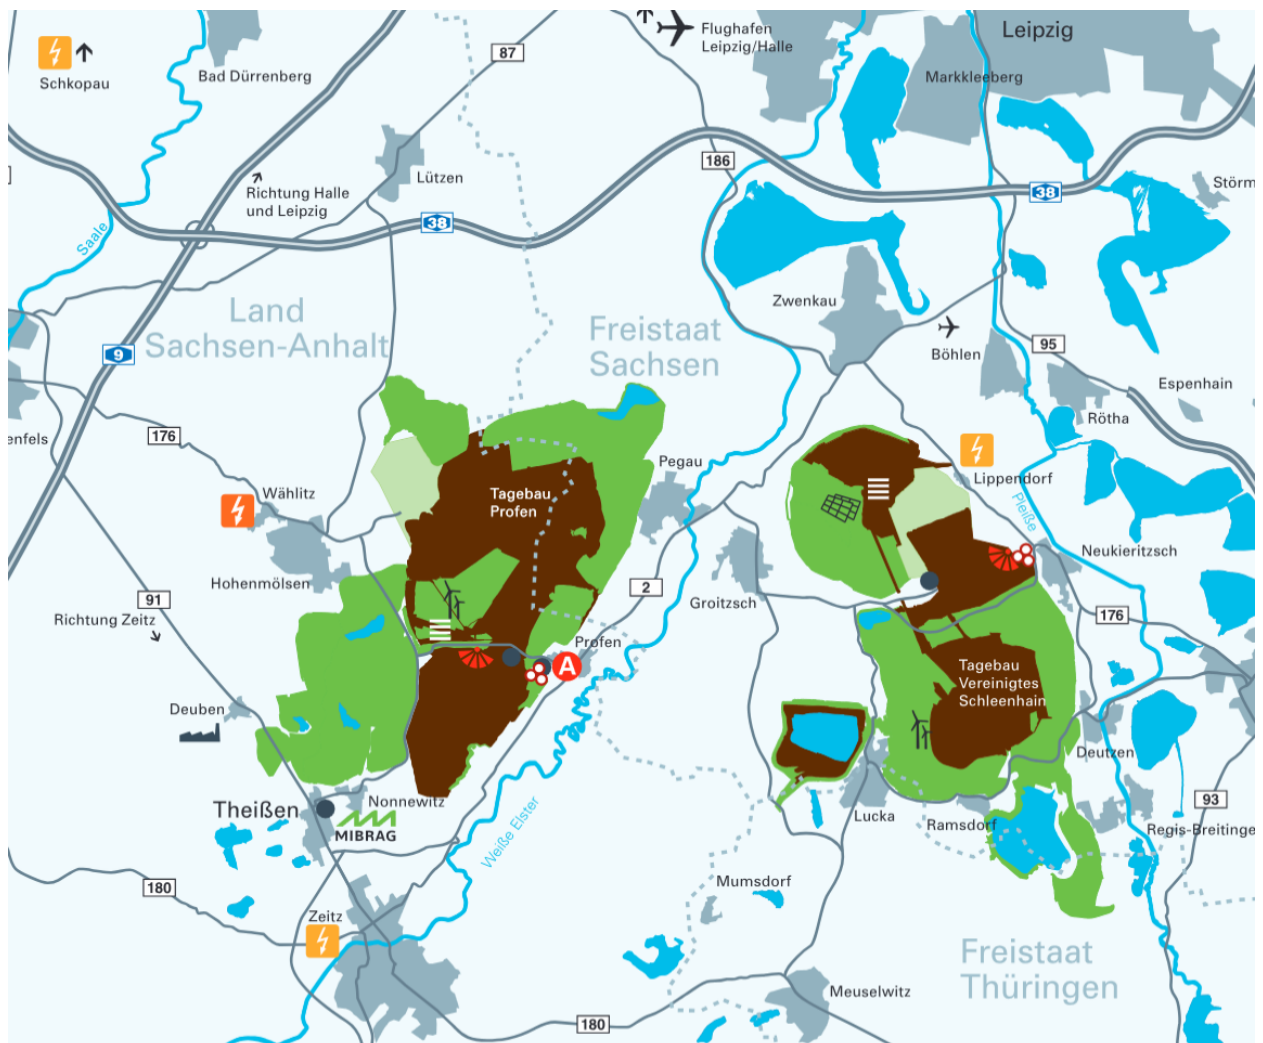 Leipzig
Flughafen
Leipzig/Halle
87
Schkopau
Bad Dürrenberg
Markkleeberg
186
Richtung Halle
und Leipzig
Lützen
38
38
Störm
Saale
Land
Sachsen-Anhalt
Freistaat
Sachsen
Zwenkau
Böhlen
95
9
Espenhain
Rötha
176
enfels
Pegau
Wählitz
Tagebau
Profen
Lippendorf
Pleiße
Neukieritzsch
Hohenmölsen
91
2
Groitzsch
176
Richtung Zeitz
Profen
A
Tagebau
Vereinigtes
Schleenhain
Deuben
Deutzen
Theißen
Nonnewitz
MIBRAG
93
Lucka
Ramsdorf
Regis-Breitinge
Weiße Elster
180
Mumsdorf
Zeitz
Freistaat
Thüringen
Meuselwitz
180